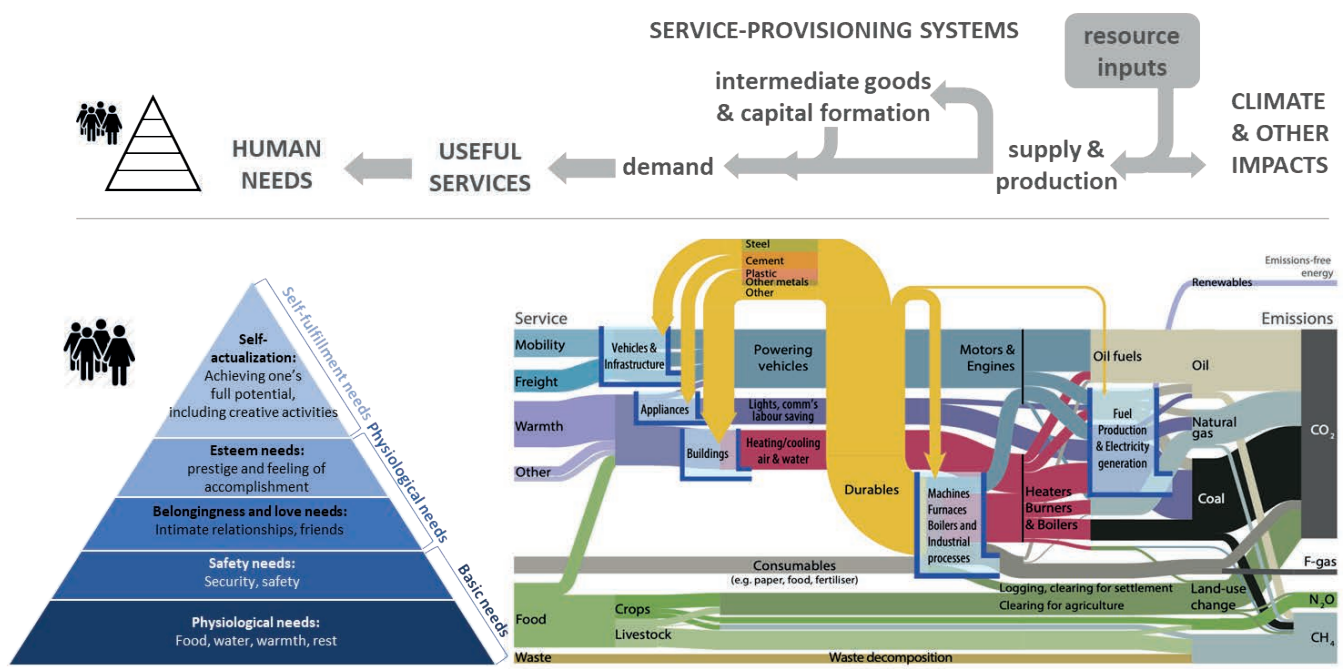 SERVICE-PROVISIONING SYSTEMS
resource
inputs
intermediate goods
& capital formation
CLIMATE
& OTHER
IMPACTS
HUMAN
NEEDS
USEFUL
SERVICES
demand
supply &
production
Self-
actualization:
Achieving one's
full potential,
including creative activities
Esteem needs:
prestige and feeling of
accomplishment
Belongingness and love needs:
Intimate relationships, friends
Safety needs:
Security, safety
Physiological needs:
Food, water, warmth, rest
Self-fulfillment needs
Physiological needs
Basic needs
Steel
Cement
Plastic
Other metals
Other
Emissions-free
energy
Renewables
Service
Emissions
Mobility
Freight
Warmth
Other
Vehicles &
Infrastructure
Powering
vehicles
Motors &
Engines
Oil fuels
Oil
Appliances
Lights, comm's
labour saving
Fuel
Production
& Electricity
generation
Natural
gas
CO2
Buildings
Heating/cooling
air & water
Durables
Machines
Furnaces
Boilers and
Industrial
processes
Heaters
Burners
& Boilers
Coal
Consumables
(e.g. paper, food, fertiliser)
F-gas
Logging, clearing for settlement
Clearing for agriculture
Land-use
change
N2O
Food
Crops
Livestock
CH4
Waste
Waste decomposition